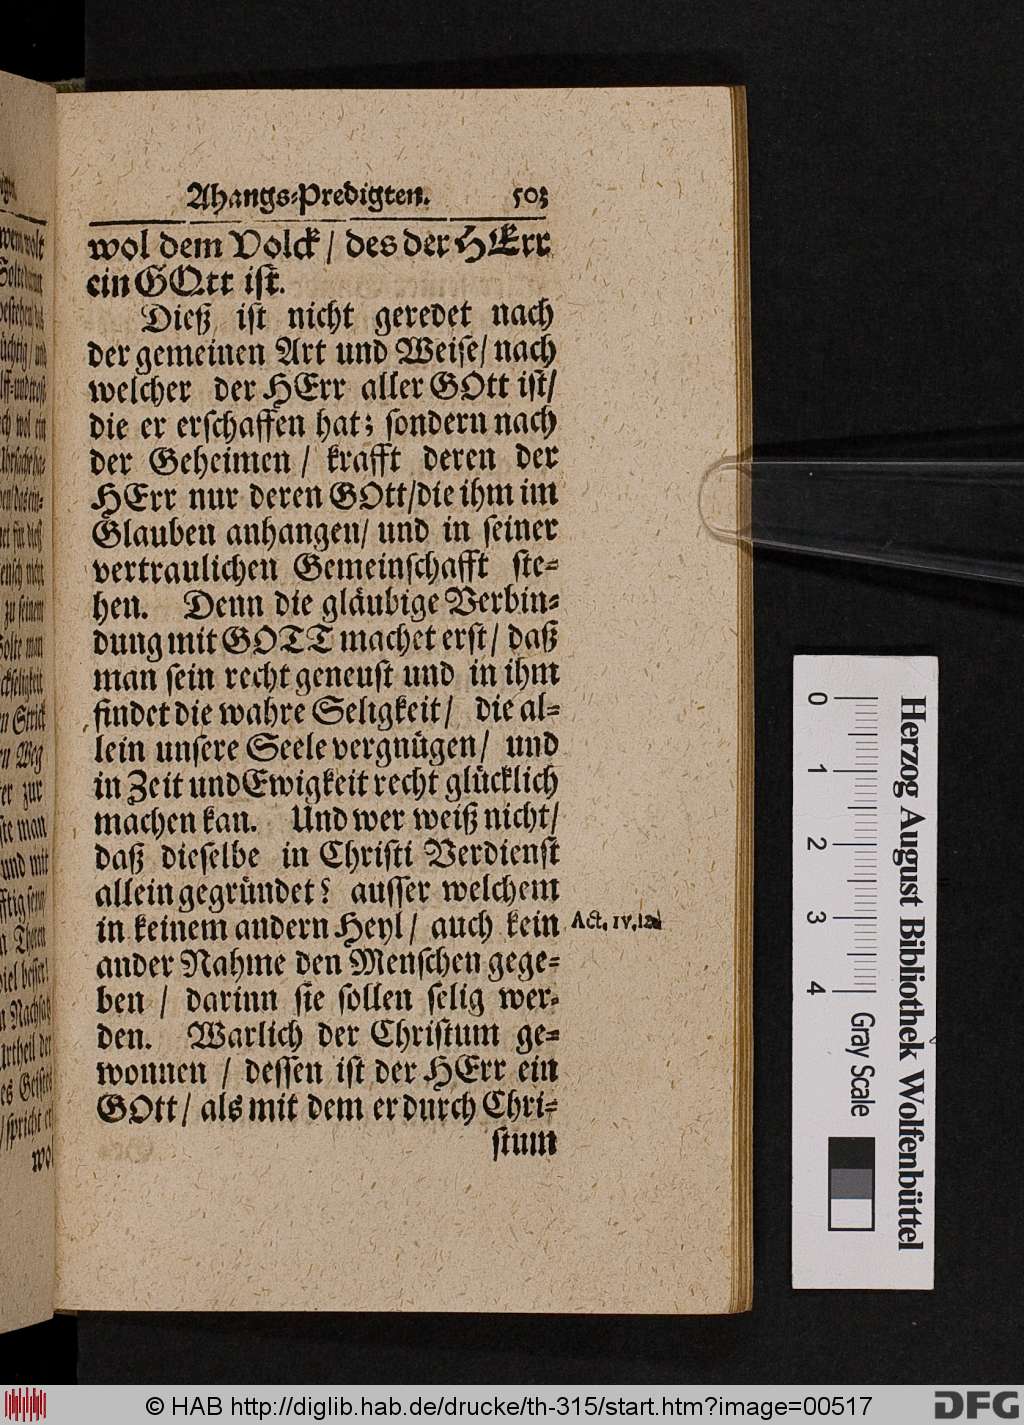 Ahangs-Predigten. 503
wol dem Volck / des der HErr
ein GOtt ist.
Dieß ist nicht geredet nach
der gemeinen Art und Weise / nach
welcher der HErr aller GOtt ist /
die er erschaffen hat; sondern nach
der Geheimen / krafft deren der
HErr nur deren GOtt / die ihm im
Glauben anhangen / und in seiner
vertraulichen Gemeinschafft ste-
hen. Denn die gläubige Verbin-
dung mit GOTT machet erst / daß
man sein recht geneust und in ihm
findet die wahre Seligkeit / die al-
lein unsere Seele vergnügen / und
in Zeit und Ewigkeit recht glücklich
machen kan. Und wer weiß nicht /
daß dieselbe in Christi Verdienst
allein gegründet? ausser welchem
in keinem andern Heyl / auch kein
Act. IV, 12.
ander Nahme den Menschen gege-
ben / darinn sie sollen selig wer-
den. Warlich der Christum ge-
wonnen / dessen ist der HErr ein
GOtt / als mit dem er durch Chri-
stum
0 1 2 3 4
Gray Scale
Herzog August Bibliothek Wolfenbüttel
© HAB http://diglib.hab.de/drucke/th-315/start.htm?image=00517
DFG